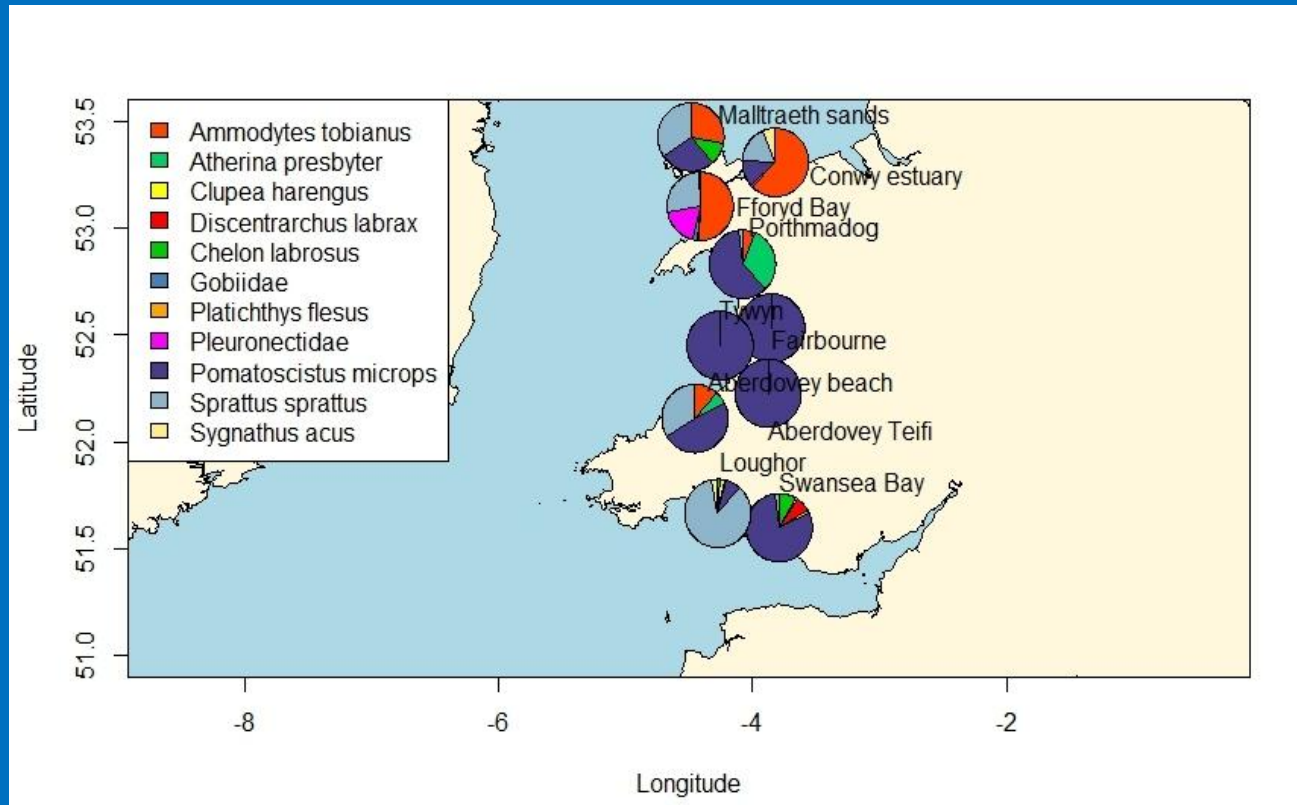 Ammodytes tobianus
Atherina presbyter
Clupea harengus
Discentrarchus labrax
Chelon labrosus
Gobiidae
Platichthys flesus
Pleuronectidae
Pomatoscistus microps
Sprattus sprattus
Sygnathus acus
Malltraeth sands
Conwy estuary
Fforyd Bay
Porthmadog
Tywyn
Fairbourne
Aberdovey beach
Aberdovey Teifi
Loughor
Swansea Bay
Latitude
53.5
53.0
52.5
52.0
51.5
51.0
-8 -6 -4 -2
Longitude